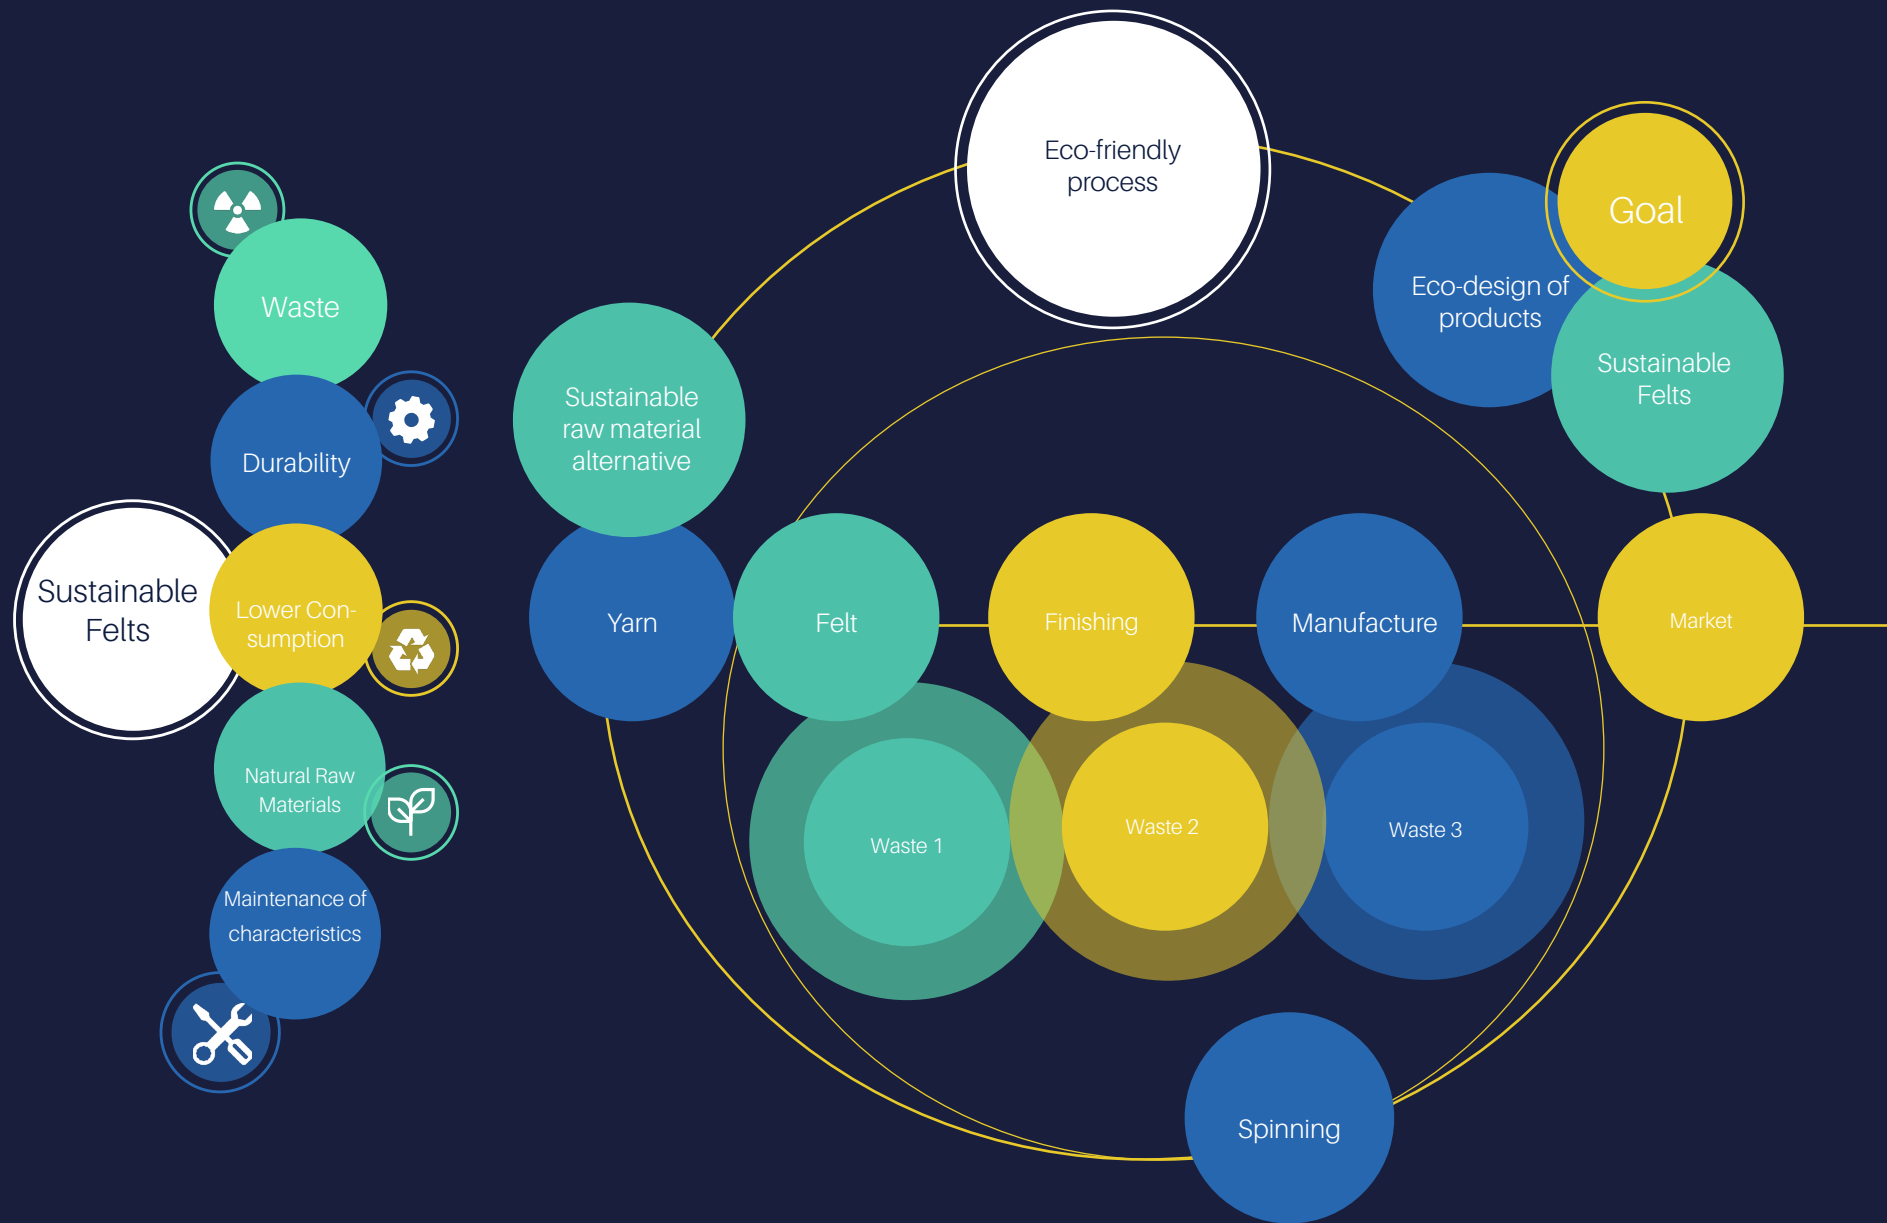 Sustainable
Felts
Waste
Durability
Lower Con-
sumption
Natural Raw
Materials
Maintenance of
characteristics
Eco-friendly
process
Goal
Eco-design of
products
Sustainable
Felts
Sustainable
raw material
alternative
Yarn
Felt
Finishing
Manufacture
Market
Waste 1
Waste 2
Waste 3
Spinning